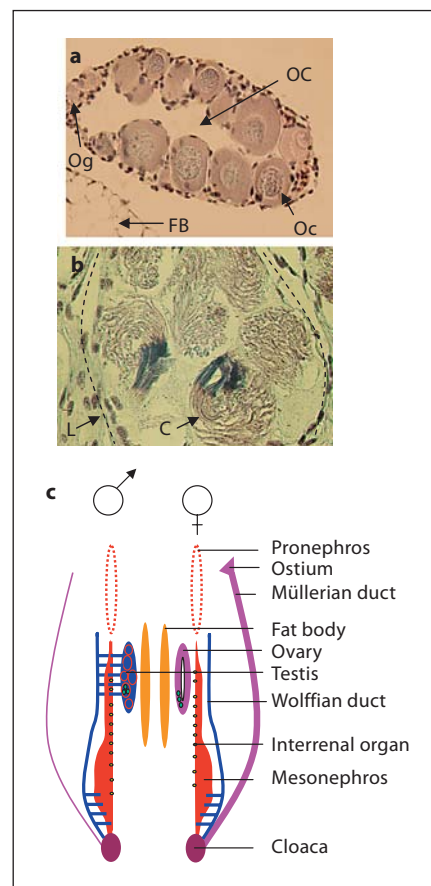 a
OC
Og
FB
Oc
b
L
C
c
Pronephros
Ostium
Müllerian duct
Fat body
Ovary
Testis
Wolffian duct
Interrenal organ
Mesonephros
Cloaca